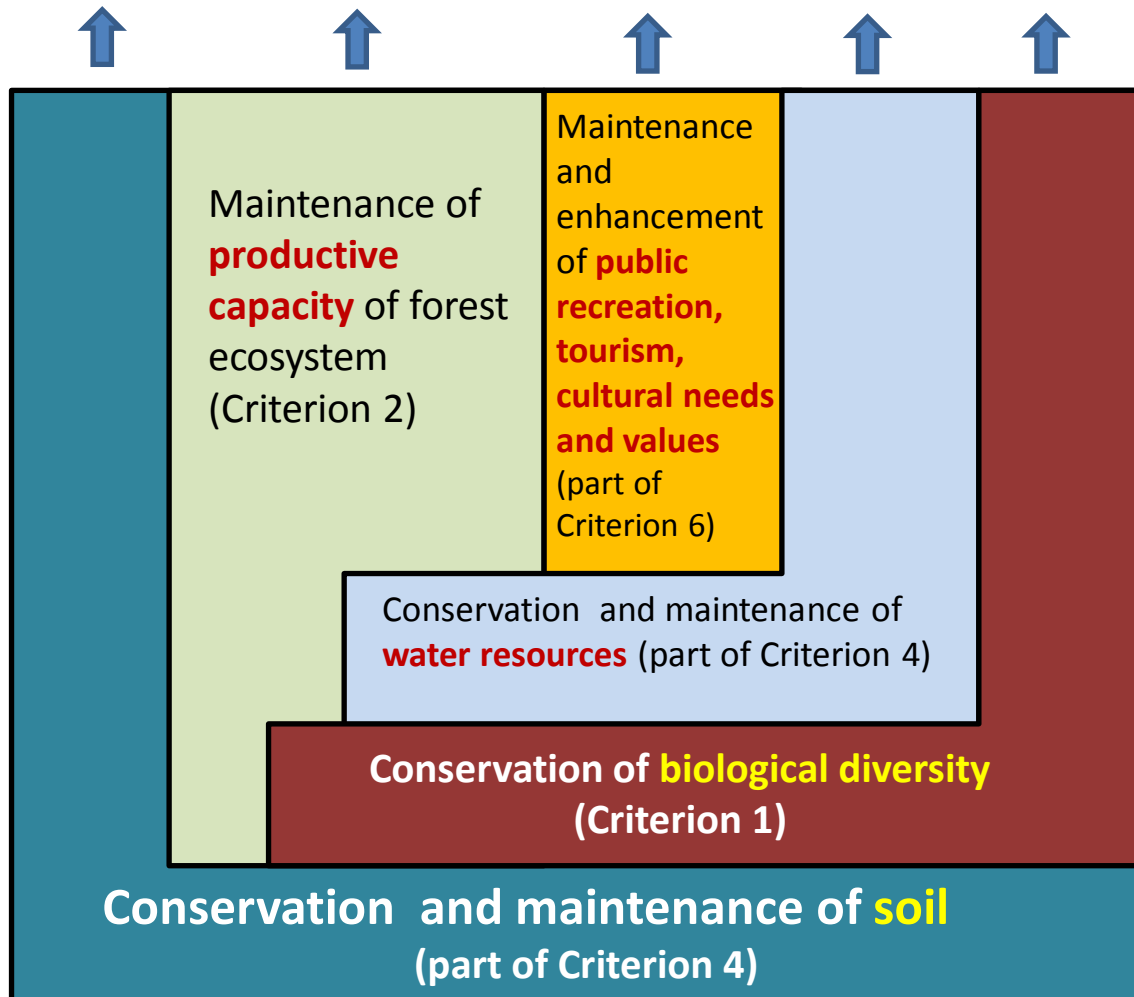 Maintenance of
productive
capacity of forest
ecosystem
(Criterion 2)
Maintenance
and
enhancement
of public
recreation,
tourism,
cultural needs
and values
(part of
Criterion 6)
Conservation  and maintenance of
water resources (part of Criterion 4)
Conservation of biological diversity
(Criterion 1)
Conservation  and maintenance of soil
(part of Criterion 4)